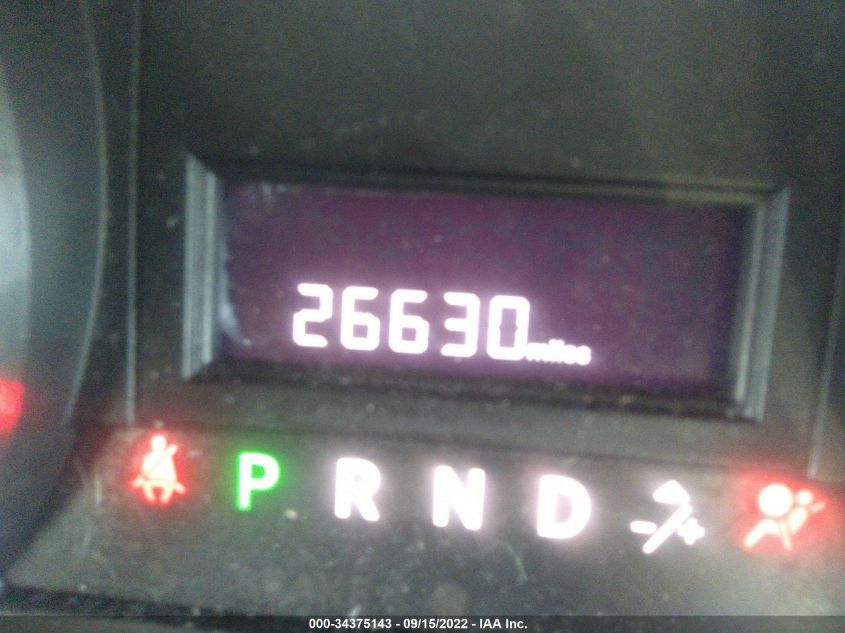 26630 miles
P R N D - +
000-34375143 - 09/15/2022 - IAA Inc.